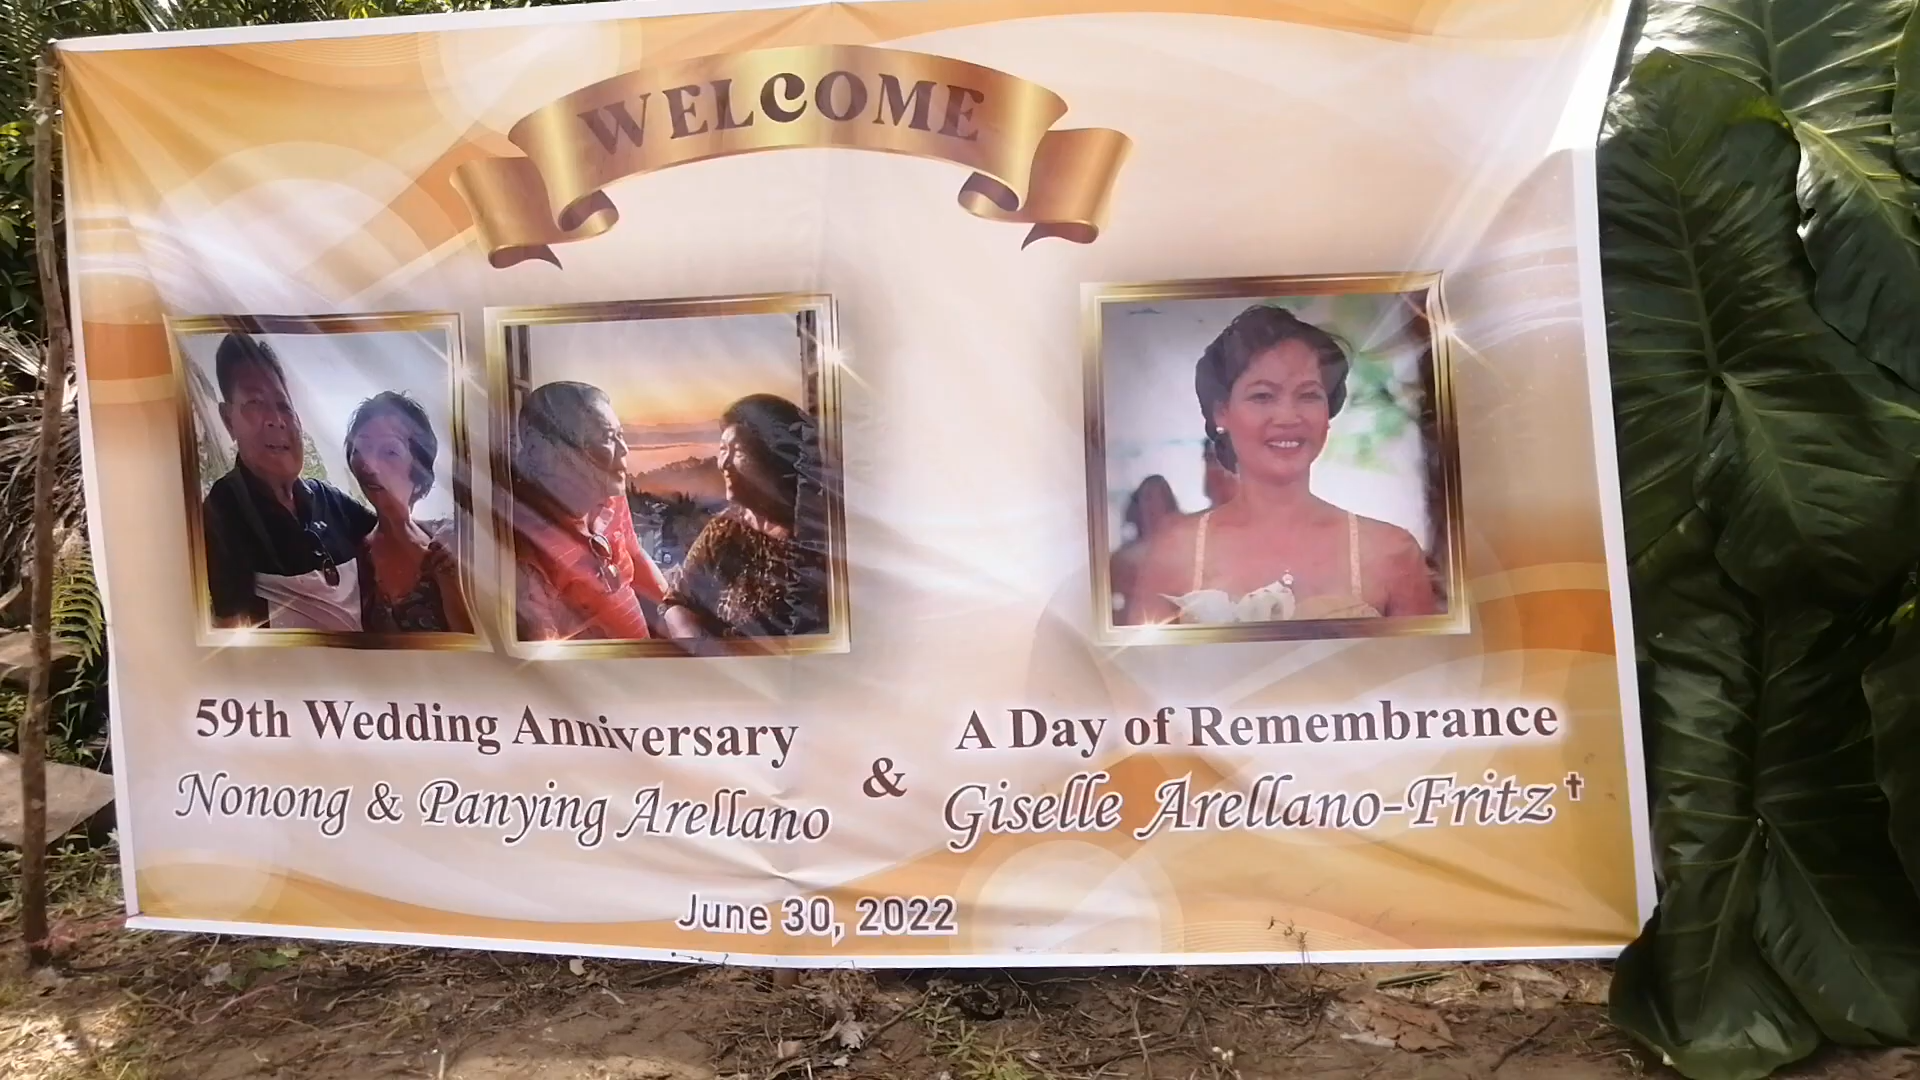 WELCOME
59th Wedding Anniversary
Nonong & Panying Arellano
&
A Day of Remembrance
Giselle Arellano-Fritz✝
June 30, 2022